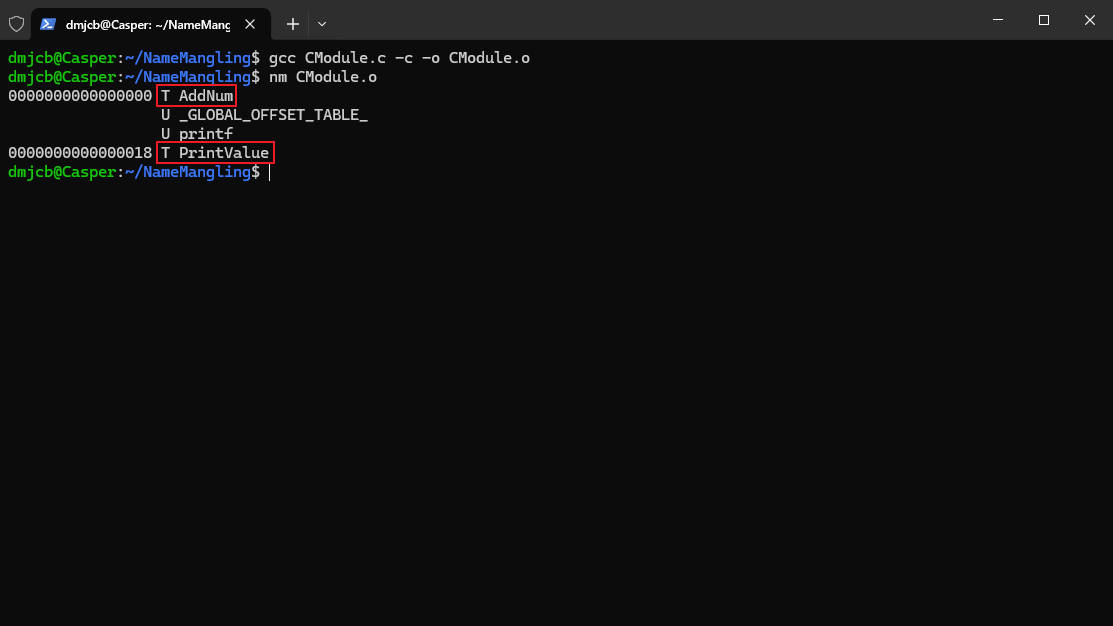 dmjcb@Casper: ~/NameMang
dmjcb@Casper:~/NameMangling$ gcc CModule.c -c -o CModule.o
dmjcb@Casper:~/NameMangling$ nm CModule.o
0000000000000000 T AddNum
U _GLOBAL_OFFSET_TABLE_
U printf
0000000000000018 T PrintValue
dmjcb@Casper:~/NameMangling$